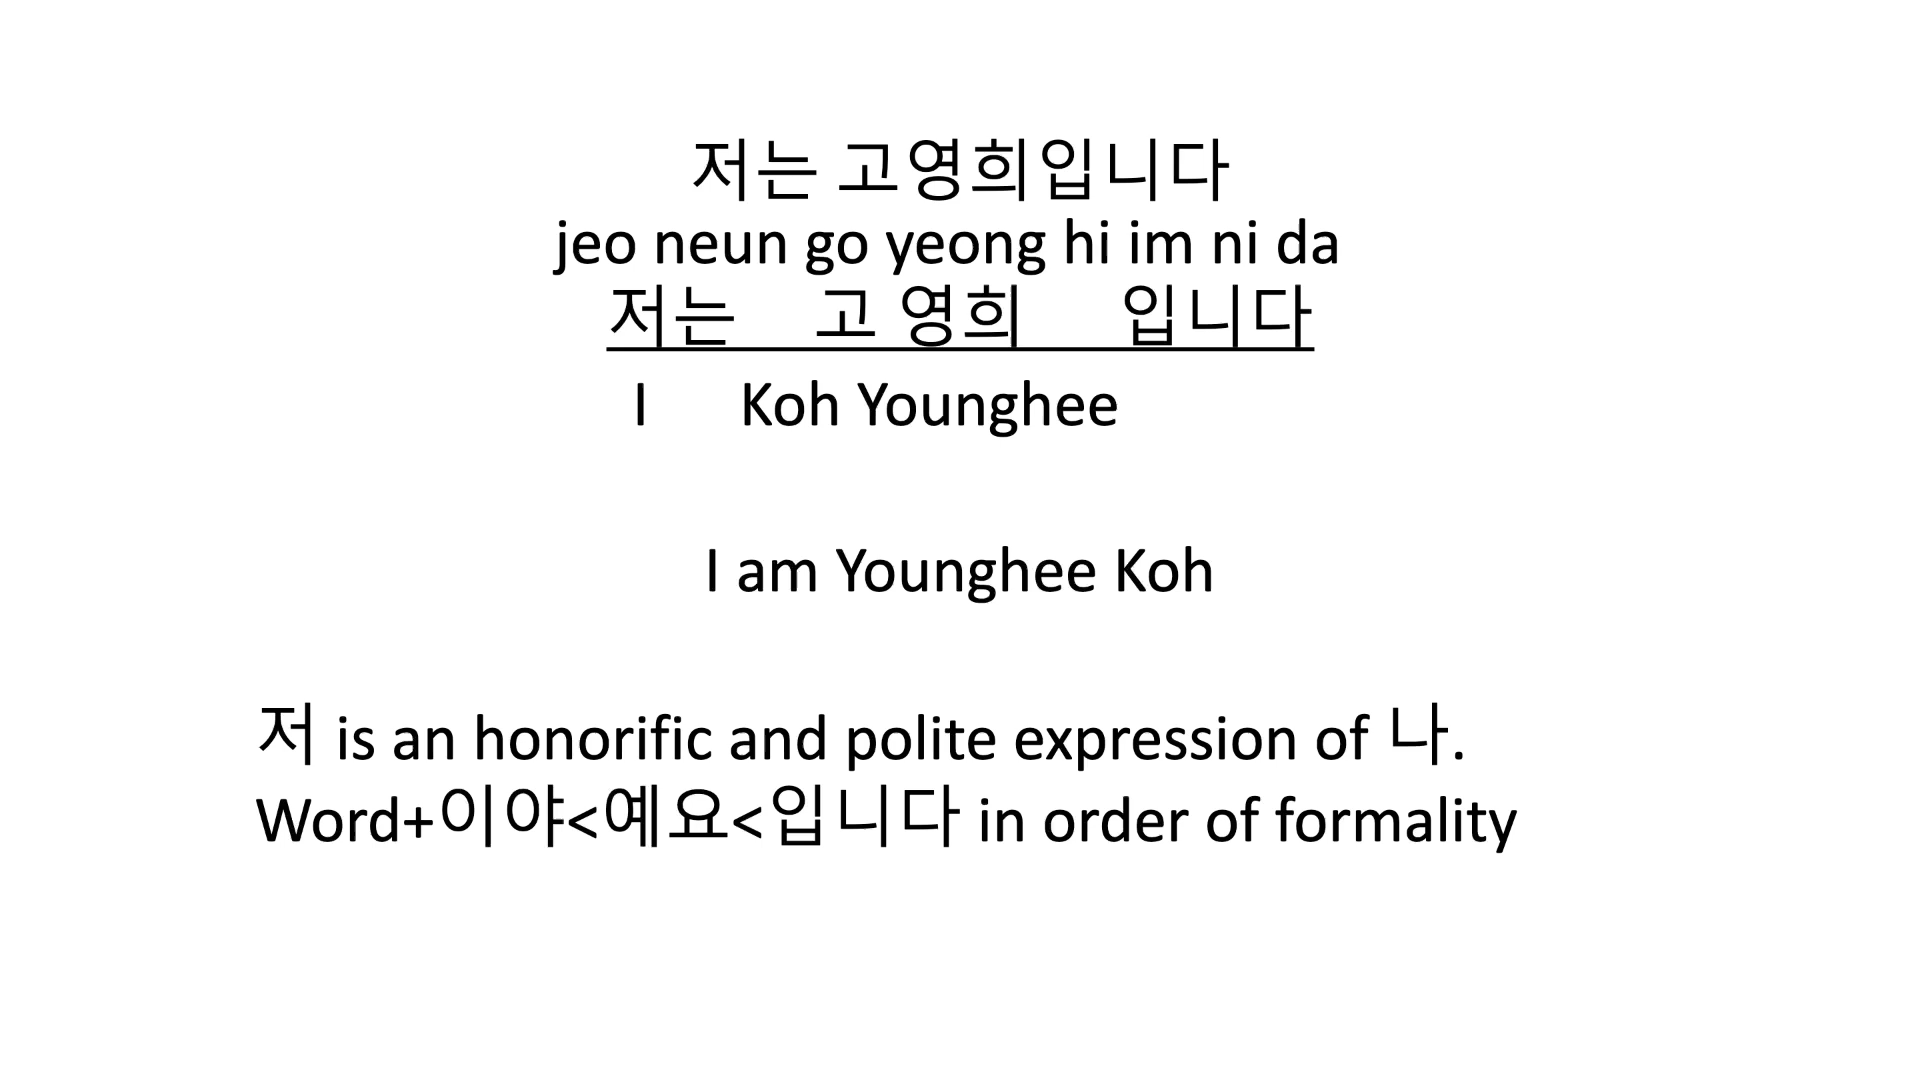 저는 고영희입니다
jeo neun go yeong hi im ni da
저는 고 영희 입니다
I Koh Younghee
I am Younghee Koh
저 is an honorific and polite expression of 나.
Word+이야<예요<입니다 in order of formality